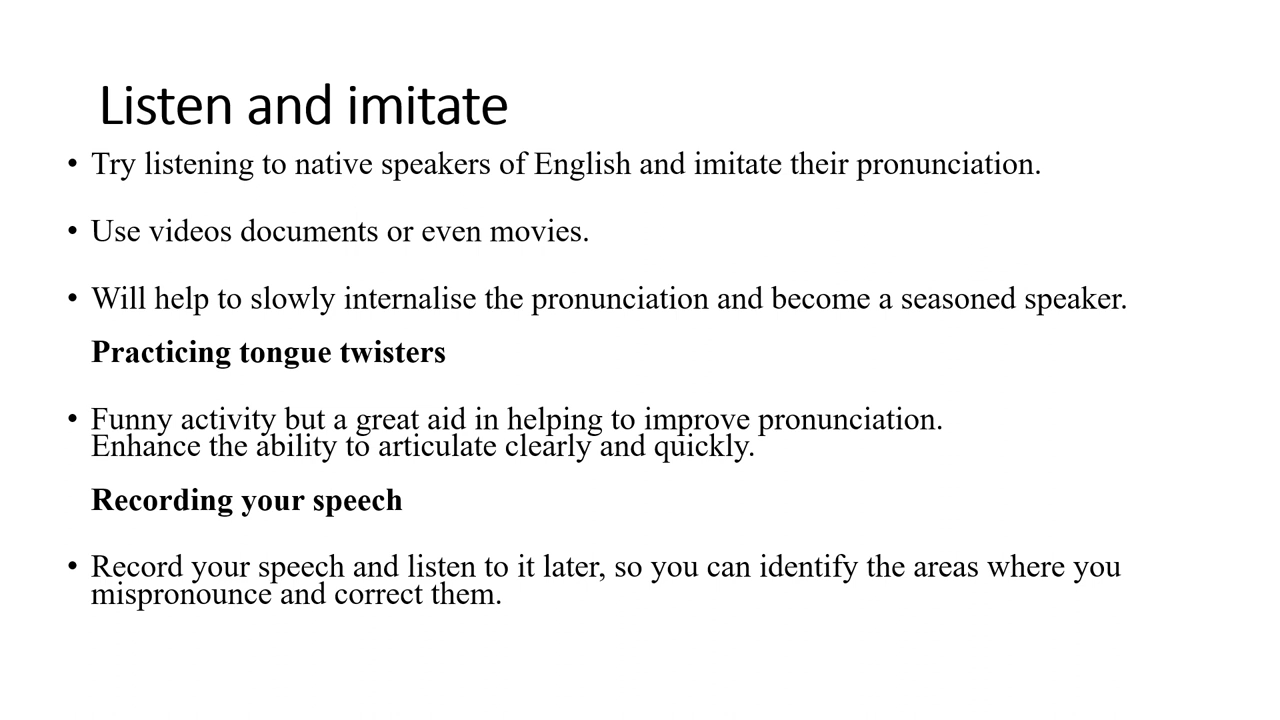 Listen and imitate
• Try listening to native speakers of English and imitate their pronunciation.
• Use videos documents or even movies.
• Will help to slowly internalise the pronunciation and become a seasoned speaker.
Practicing tongue twisters
• Funny activity but a great aid in helping to improve pronunciation.
Enhance the ability to articulate clearly and quickly.
Recording your speech
• Record your speech and listen to it later, so you can identify the areas where you
mispronounce and correct them.